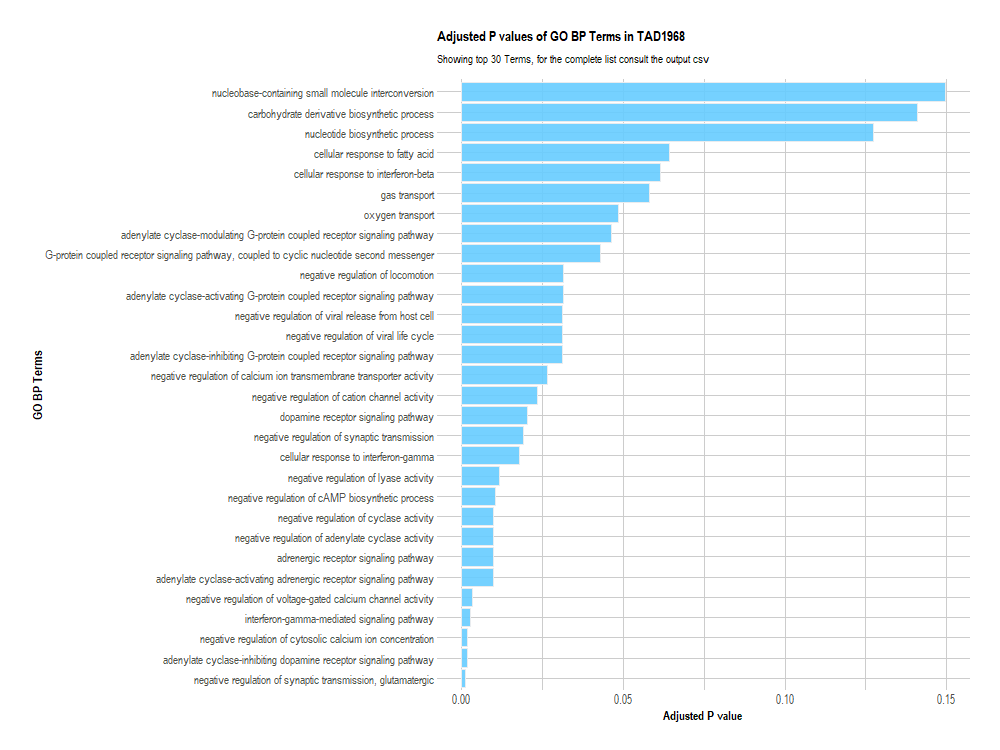 Adjusted P values of GO BP Terms in TAD1968
Showing top 30 Terms, for the complete list consult the output csv
GO BP Terms
nucleobase-containing small molecule interconversion
carbohydrate derivative biosynthetic process
nucleotide biosynthetic process
cellular response to fatty acid
cellular response to interferon-beta
gas transport
oxygen transport
adenylate cyclase-modulating G-protein coupled receptor signaling pathway
G-protein coupled receptor signaling pathway, coupled to cyclic nucleotide second messenger
negative regulation of locomotion
adenylate cyclase-activating G-protein coupled receptor signaling pathway
negative regulation of viral release from host cell
negative regulation of viral life cycle
adenylate cyclase-inhibiting G-protein coupled receptor signaling pathway
negative regulation of calcium ion transmembrane transporter activity
negative regulation of cation channel activity
dopamine receptor signaling pathway
negative regulation of synaptic transmission
cellular response to interferon-gamma
negative regulation of lyase activity
negative regulation of cAMP biosynthetic process
negative regulation of cyclase activity
negative regulation of adenylate cyclase activity
adrenergic receptor signaling pathway
adenylate cyclase-activating adrenergic receptor signaling pathway
negative regulation of voltage-gated calcium channel activity
interferon-gamma-mediated signaling pathway
negative regulation of cytosolic calcium ion concentration
adenylate cyclase-inhibiting dopamine receptor signaling pathway
negative regulation of synaptic transmission, glutamatergic
0.00 0.05 0.10 0.15
Adjusted P value